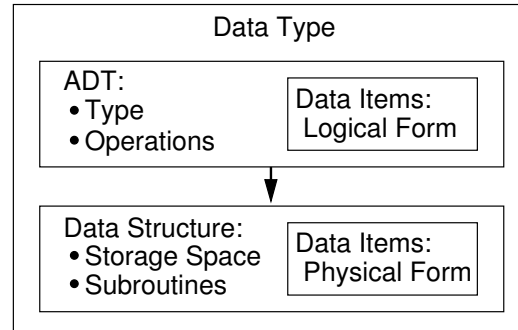 Data Type
ADT:
• Type
• Operations
Data Items:
Logical Form
Data Structure:
• Storage Space
• Subroutines
Data Items:
Physical Form